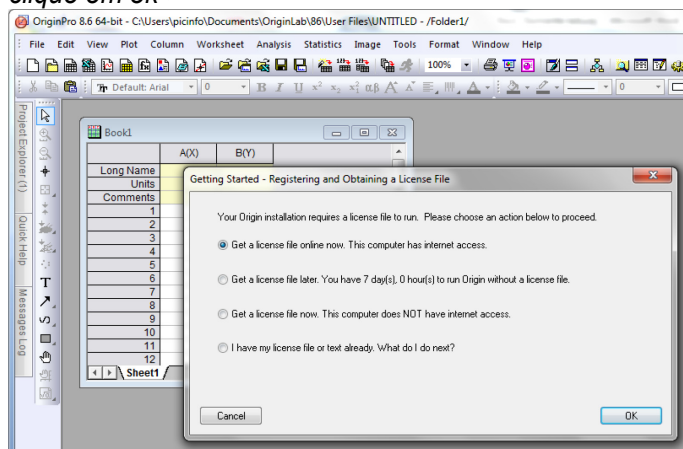 clique em ok
OriginPro 8.6 64-bit - C:\Users\picinfo\Documents\OriginLab\86\User Files\UNTITLED - /Folder1/
File Edit View Plot Column Worksheet Analysis Statistics Image Tools Format Window Help
100%
Default: Arial 0 B I U x² x₂ x₁² αβ A A 0
Project Explorer (1)
Quick Help
Messages Log
T
Book1
A(X) B(Y)
Long Name
Units
Comments
1
2
3
4
5
6
7
8
9
10
11
12
Sheet1
Getting Started - Registering and Obtaining a License File
Your Origin installation requires a license file to run. Please choose an action below to proceed.
Get a license file online now. This computer has internet access.
Get a license file later. You have 7 day(s), 0 hour(s) to run Origin without a license file.
Get a license file now. This computer does NOT have internet access.
I have my license file or text already. What do I do next?
Cancel OK